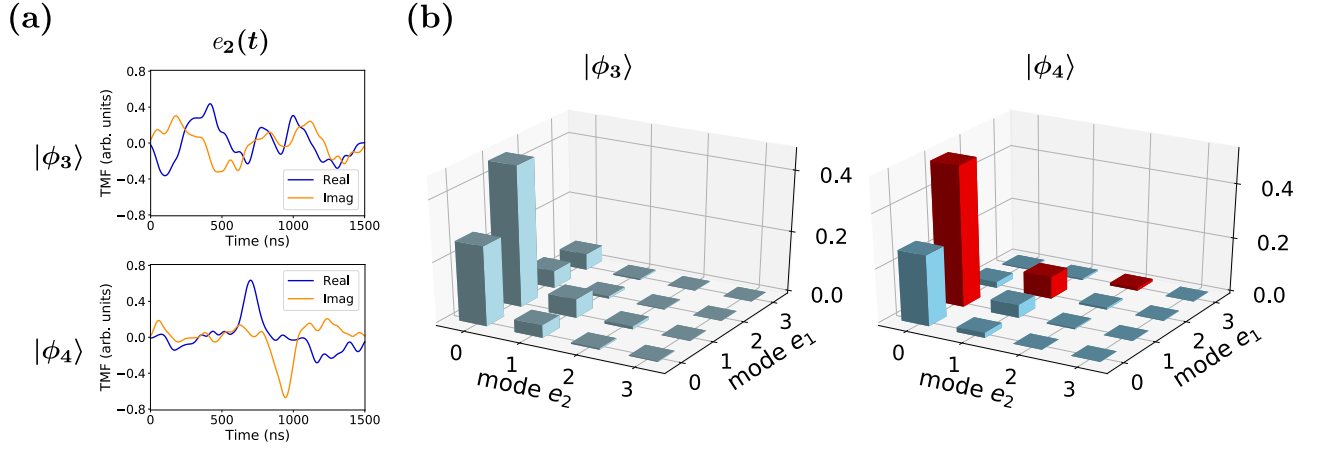 (a)
e₂(t)
|ϕ₃⟩
TMF (arb. units)
0.8
0.4
0.0
−0.4
−0.8
Real
Imag
0
500
1000
1500
Time (ns)
|ϕ₄⟩
TMF (arb. units)
0.8
0.4
0.0
−0.4
−0.8
Real
Imag
0
500
1000
1500
Time (ns)
(b)
|ϕ₃⟩
0.4
0.2
0.0
0
1
2
3
mode e₂
0
1
2
3
mode e₁
|ϕ₄⟩
0.4
0.2
0.0
0
1
2
3
mode e₂
0
1
2
3
mode e₁